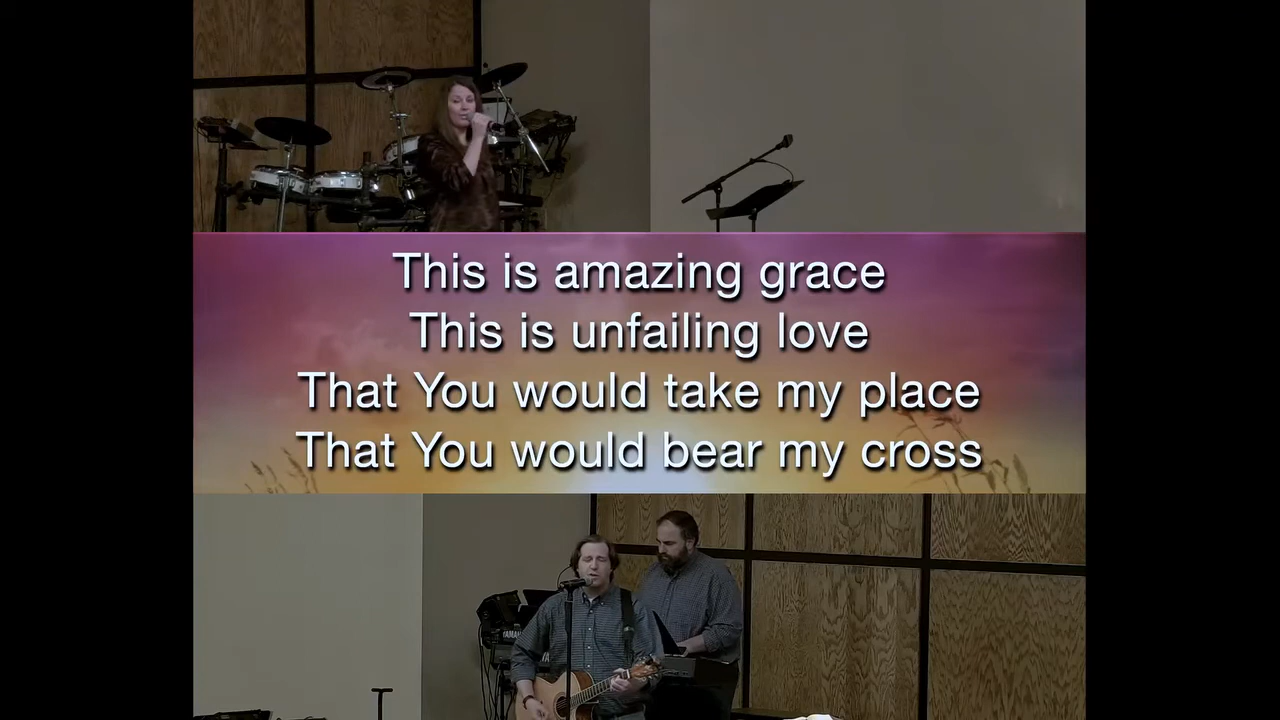 This is amazing grace
This is unfailing love
That You would take my place
That You would bear my cross
YAMAHA